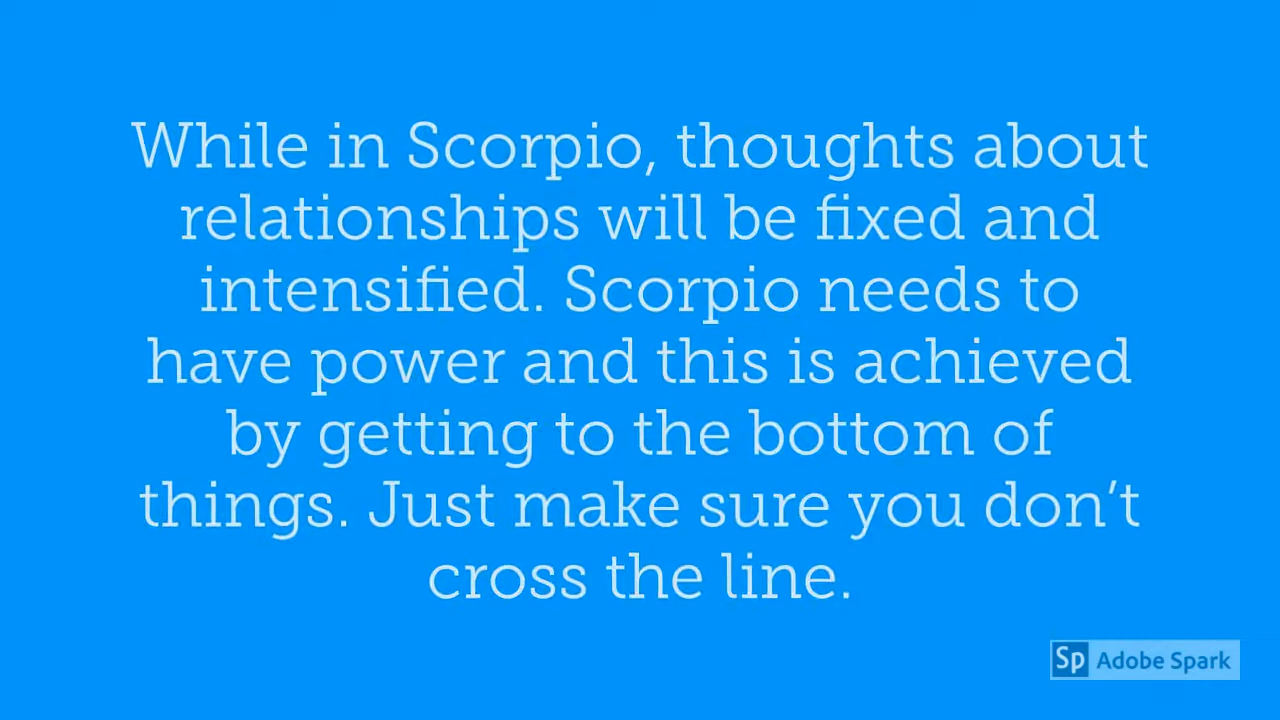 While in Scorpio, thoughts about
relationships will be fixed and
intensified. Scorpio needs to
have power and this is achieved
by getting to the bottom of
things. Just make sure you don’t
cross the line.
Sp Adobe Spark